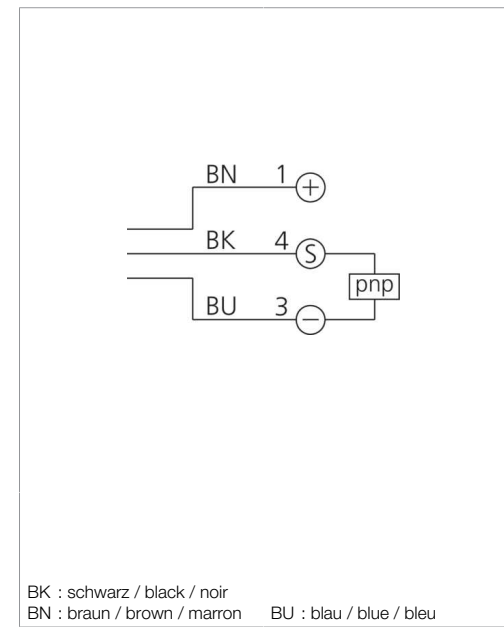 BN 1 +
BK 4 S
pnp
BU 3 −
BK : schwarz / black / noir
BN : braun / brown / marron BU : blau / blue / bleu